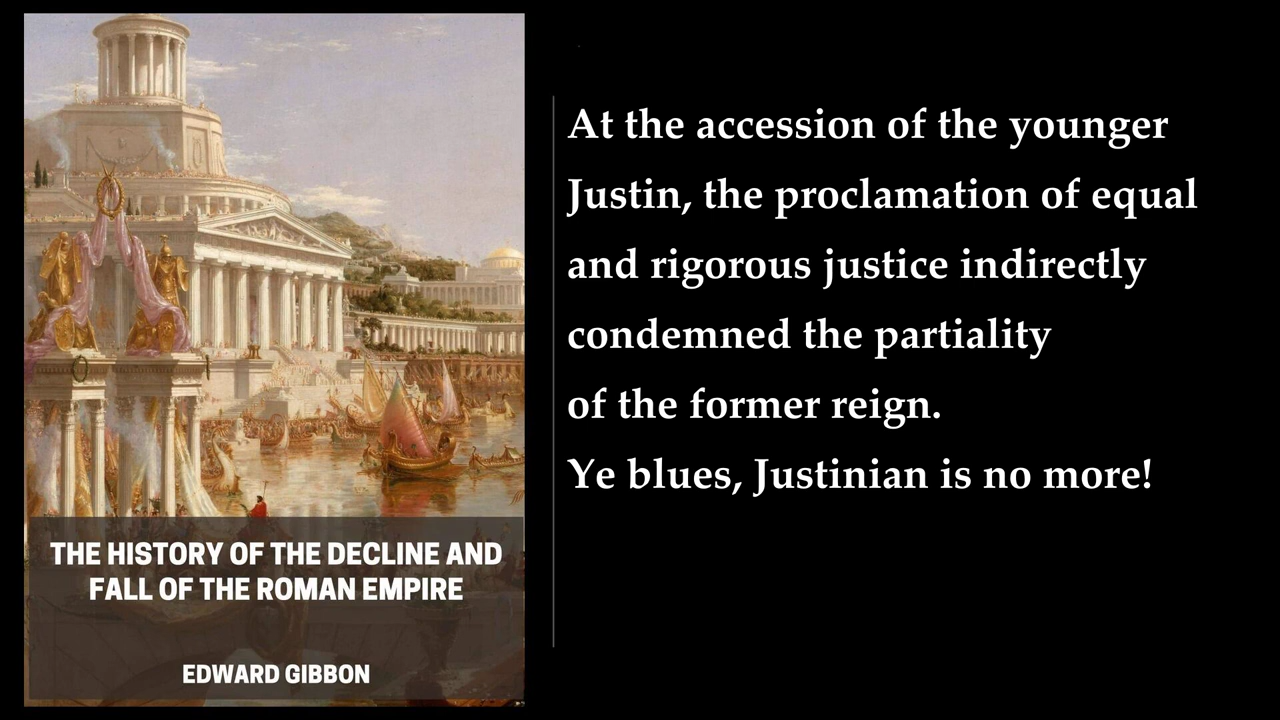 THE HISTORY OF THE DECLINE AND
FALL OF THE ROMAN EMPIRE
EDWARD GIBBON
At the accession of the younger
Justin, the proclamation of equal
and rigorous justice indirectly
condemned the partiality
of the former reign.
Ye blues, Justinian is no more!